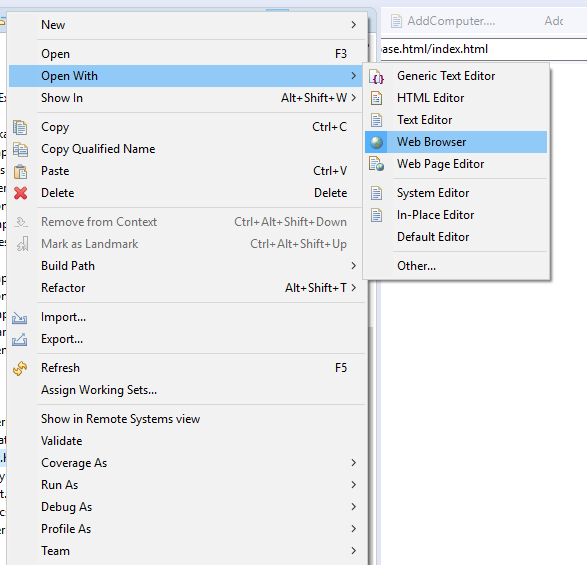 New
Open F3
Open With
Show In Alt+Shift+W
Copy Ctrl+C
Copy Qualified Name
Paste Ctrl+V
Delete Delete
Remove from Context Ctrl+Alt+Shift+Down
Mark as Landmark Ctrl+Alt+Shift+Up
Build Path
Refactor Alt+Shift+T
Import...
Export...
Refresh F5
Assign Working Sets...
Show in Remote Systems view
Validate
Coverage As
Run As
Debug As
Profile As
Team
AddComputer....
base.html/index.html
Generic Text Editor
HTML Editor
Text Editor
Web Browser
Web Page Editor
System Editor
In-Place Editor
Default Editor
Other...